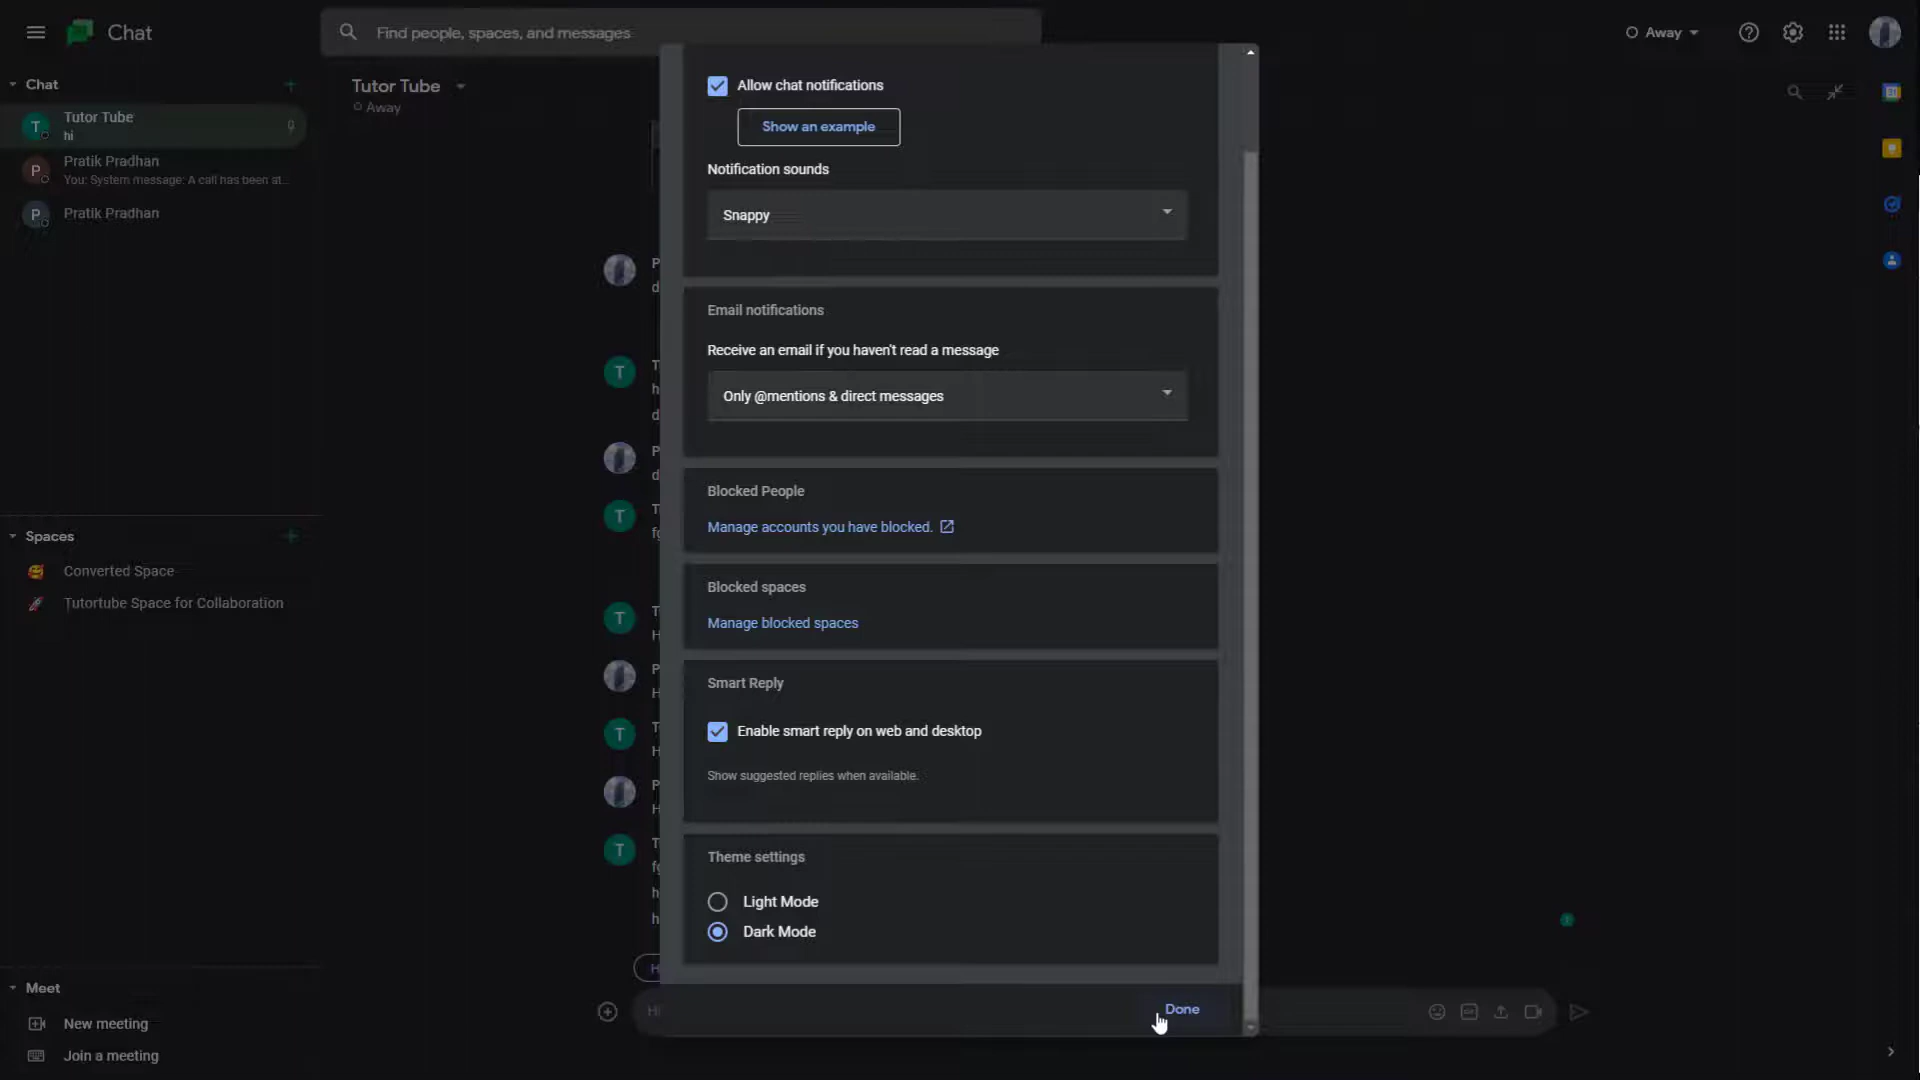 Chat
Find people, spaces, and messages
Away
Chat
Tutor Tube
hi
Pratik Pradhan
You: System message: A call has been at...
Pratik Pradhan
Spaces
Converted Space
Tutortube Space for Collaboration
Meet
New meeting
Join a meeting
Tutor Tube
Away
Allow chat notifications
Show an example
Notification sounds
Snappy
Email notifications
Receive an email if you haven't read a message
Only @mentions & direct messages
Blocked People
Manage accounts you have blocked.
Blocked spaces
Manage blocked spaces
Smart Reply
Enable smart reply on web and desktop
Show suggested replies when available.
Theme settings
Light Mode
Dark Mode
Done